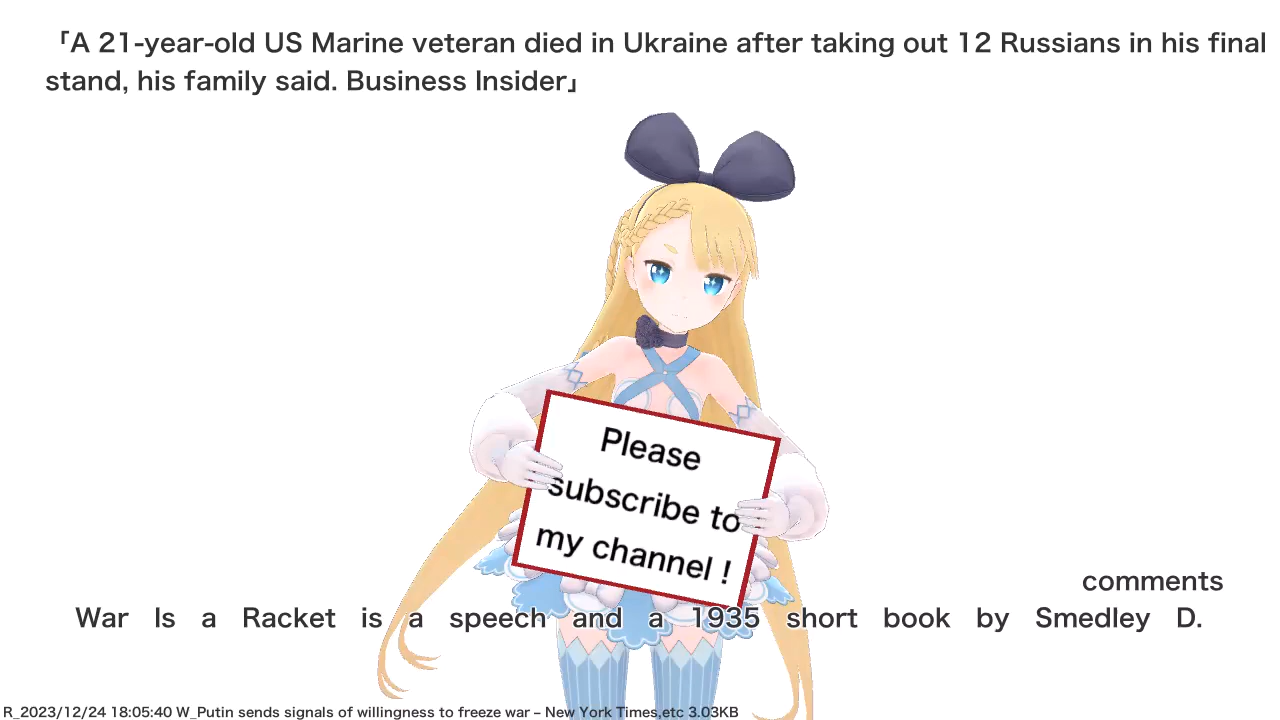 「A 21-year-old US Marine veteran died in Ukraine after taking out 12 Russians in his final
stand, his family said. Business Insider」
Please
subscribe to
my channel !
comments
War Is a Racket is a speech and a 1935 short book by Smedley D.
R_2023/12/24 18:05:40 W_Putin sends signals of willingness to freeze war – New York Times,etc 3.03KB